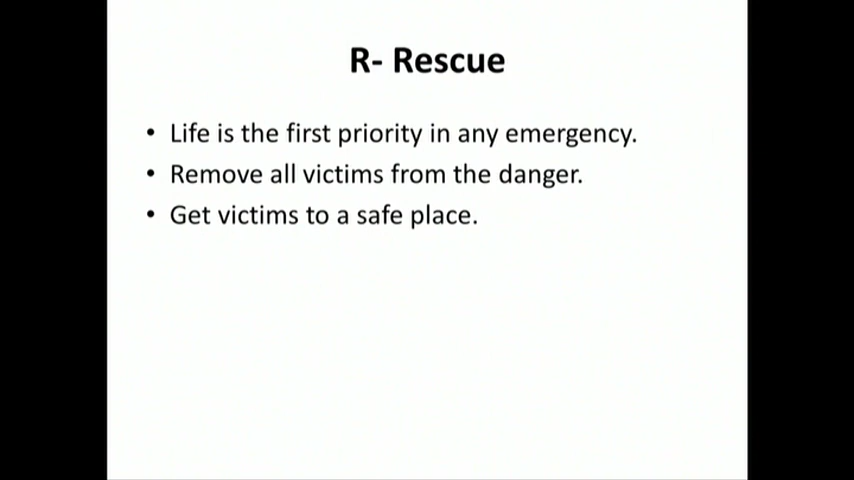 R- Rescue
• Life is the first priority in any emergency.
• Remove all victims from the danger.
• Get victims to a safe place.